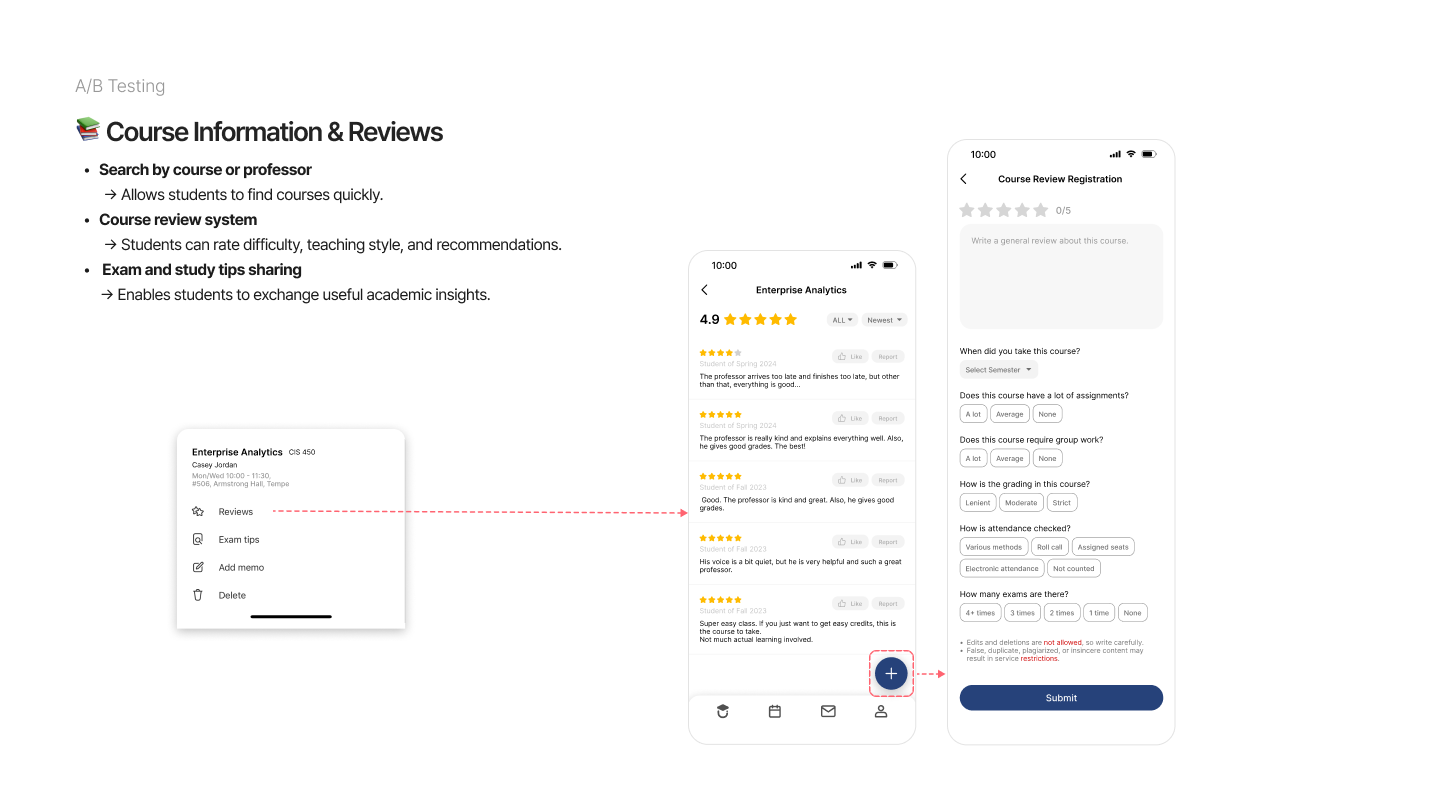 A/B Testing
📚 Course Information & Reviews
• Search by course or professor
→ Allows students to find courses quickly.
• Course review system
→ Students can rate difficulty, teaching style, and recommendations.
• Exam and study tips sharing
→ Enables students to exchange useful academic insights.
Enterprise Analytics CIS 450
Casey Jordan
Mon/Wed 10:00 - 11:30,
#506, Armstrong Hall, Tempe
Reviews
Exam tips
Add memo
Delete
10:00
Enterprise Analytics
4.9 ALL Newest
Like Report
Student of Spring 2024
The professor arrives too late and finishes too late, but other
than that, everything is good...
Like Report
Student of Spring 2024
The professor is really kind and explains everything well. Also,
he gives good grades. The best!
Like Report
Student of Fall 2023
Good. The professor is kind and great. Also, he gives good
grades.
Like Report
Student of Fall 2023
His voice is a bit quiet, but he is very helpful and such a great
professor.
Like Report
Student of Fall 2023
Super easy class. If you just want to get easy credits, this is
the course to take.
Not much actual learning involved.
10:00
Course Review Registration
0/5
Write a general review about this course.
When did you take this course?
Select Semester
Does this course have a lot of assignments?
A lot Average None
Does this course require group work?
A lot Average None
How is the grading in this course?
Lenient Moderate Strict
How is attendance checked?
Various methods Roll call Assigned seats
Electronic attendance Not counted
How many exams are there?
4+ times 3 times 2 times 1 time None
• Edits and deletions are not allowed, so write carefully.
• False, duplicate, plagiarized, or insincere content may
result in service restrictions.
Submit